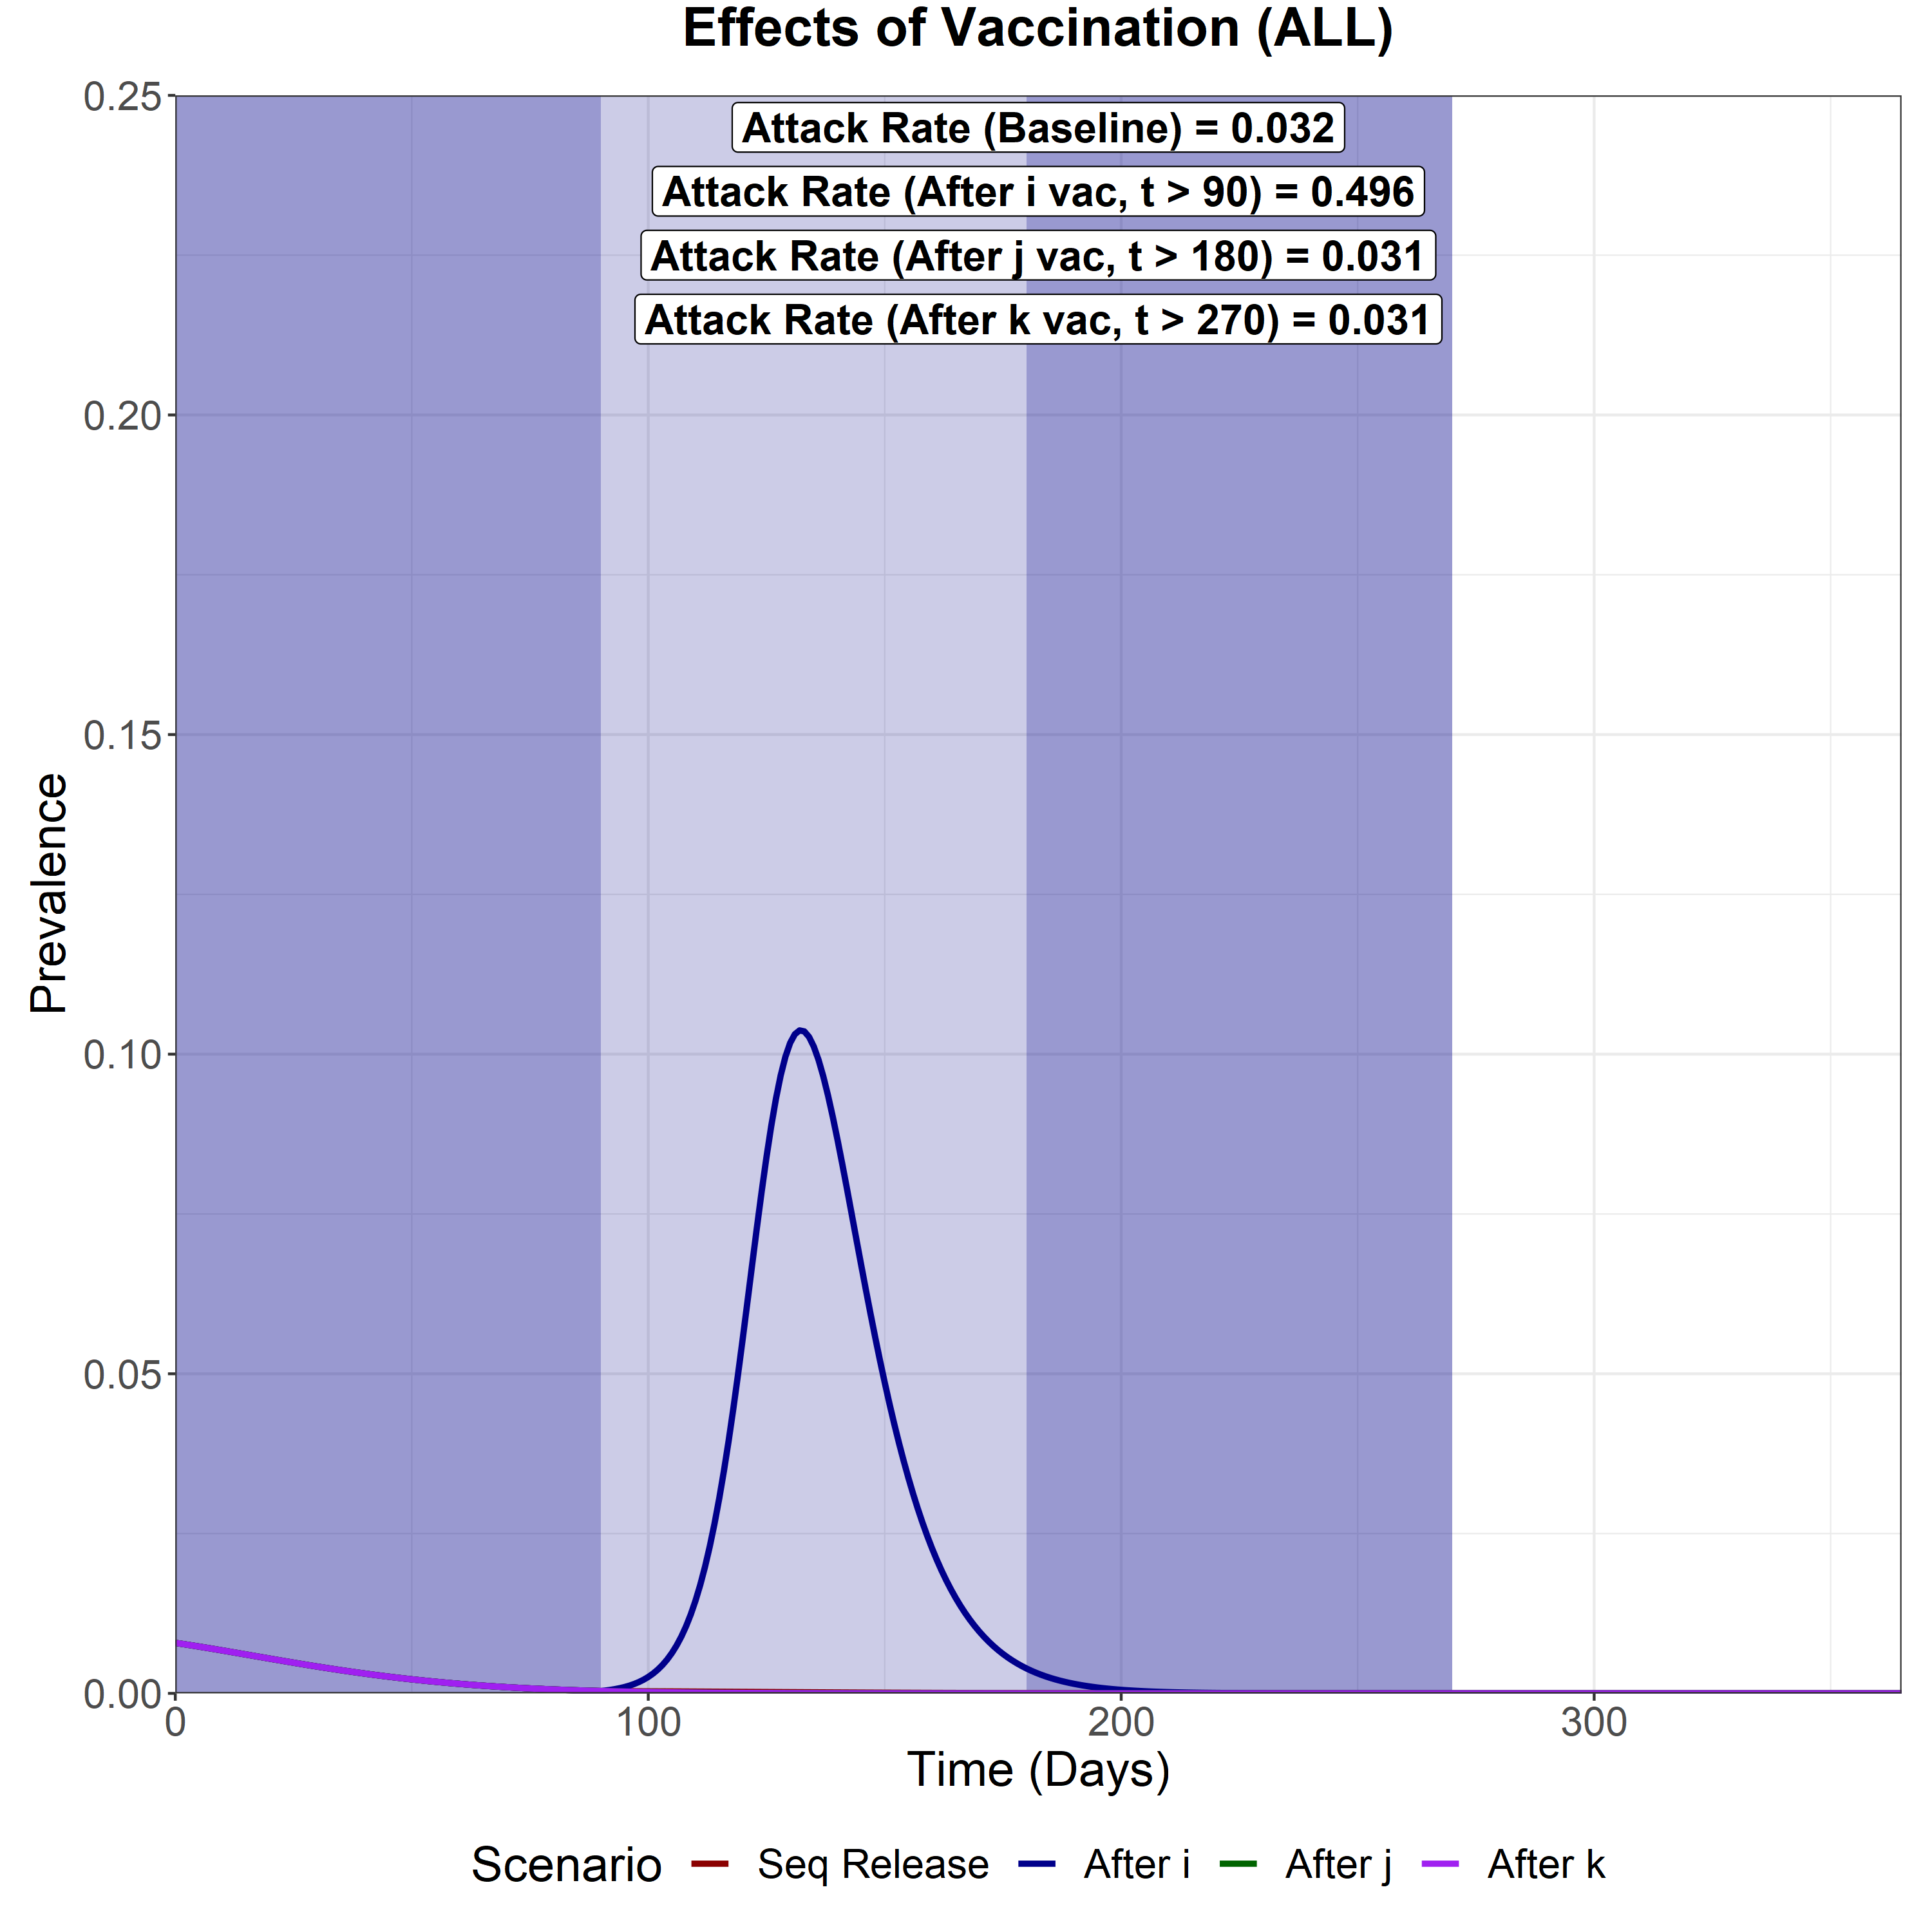 Effects of Vaccination (ALL)
Attack Rate (Baseline) = 0.032
Attack Rate (After i vac, t > 90) = 0.496
Attack Rate (After j vac, t > 180) = 0.031
Attack Rate (After k vac, t > 270) = 0.031
0.25
0.20
0.15
0.10
0.05
0.00
Prevalence
0 100 200 300
Time (Days)
Scenario Seq Release After i After j After k